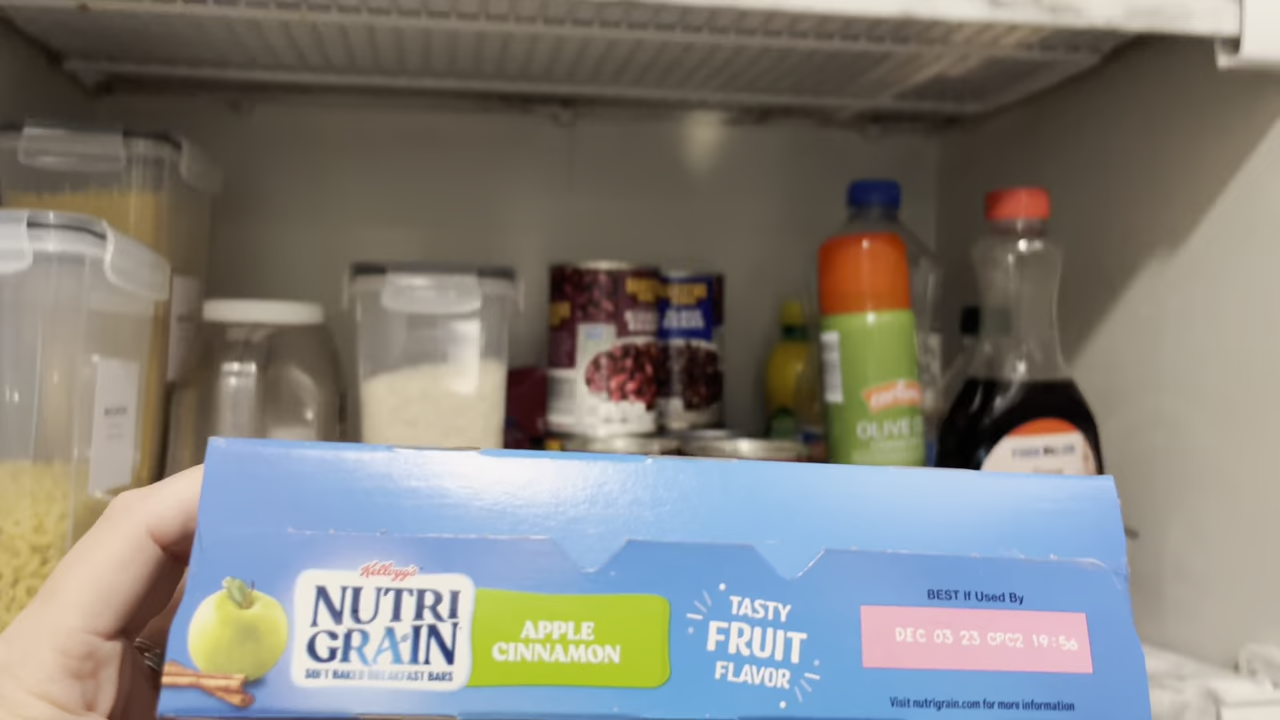 OLIVE
Kellogg's
NUTRI
GRAIN
SOFT BAKED BREAKFAST BARS
APPLE
CINNAMON
TASTY
FRUIT
FLAVOR
BEST If Used By
DEC 03 23 CPC2 19:56
Visit nutrigrain.com for more information